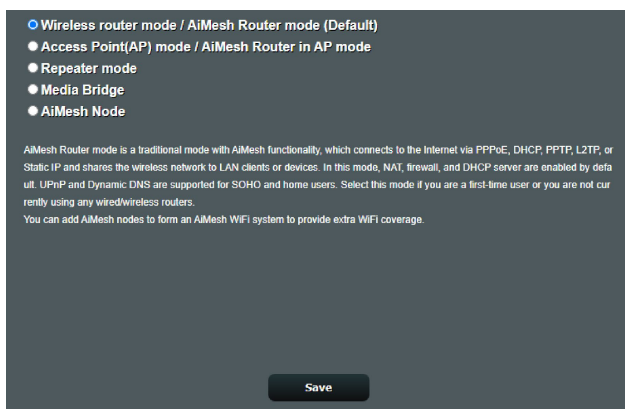 Wireless router mode / AiMesh Router mode (Default)
Access Point(AP) mode / AiMesh Router in AP mode
Repeater mode
Media Bridge
AiMesh Node
AiMesh Router mode is a traditional mode with AiMesh functionality, which connects to the Internet via PPPoE, DHCP, PPTP, L2TP, or
Static IP and shares the wireless network to LAN clients or devices. In this mode, NAT, firewall, and DHCP server are enabled by defa
ult. UPnP and Dynamic DNS are supported for SOHO and home users. Select this mode if you are a first-time user or you are not cur
rently using any wired/wireless routers.
You can add AiMesh nodes to form an AiMesh WiFi system to provide extra WiFi coverage.
Save